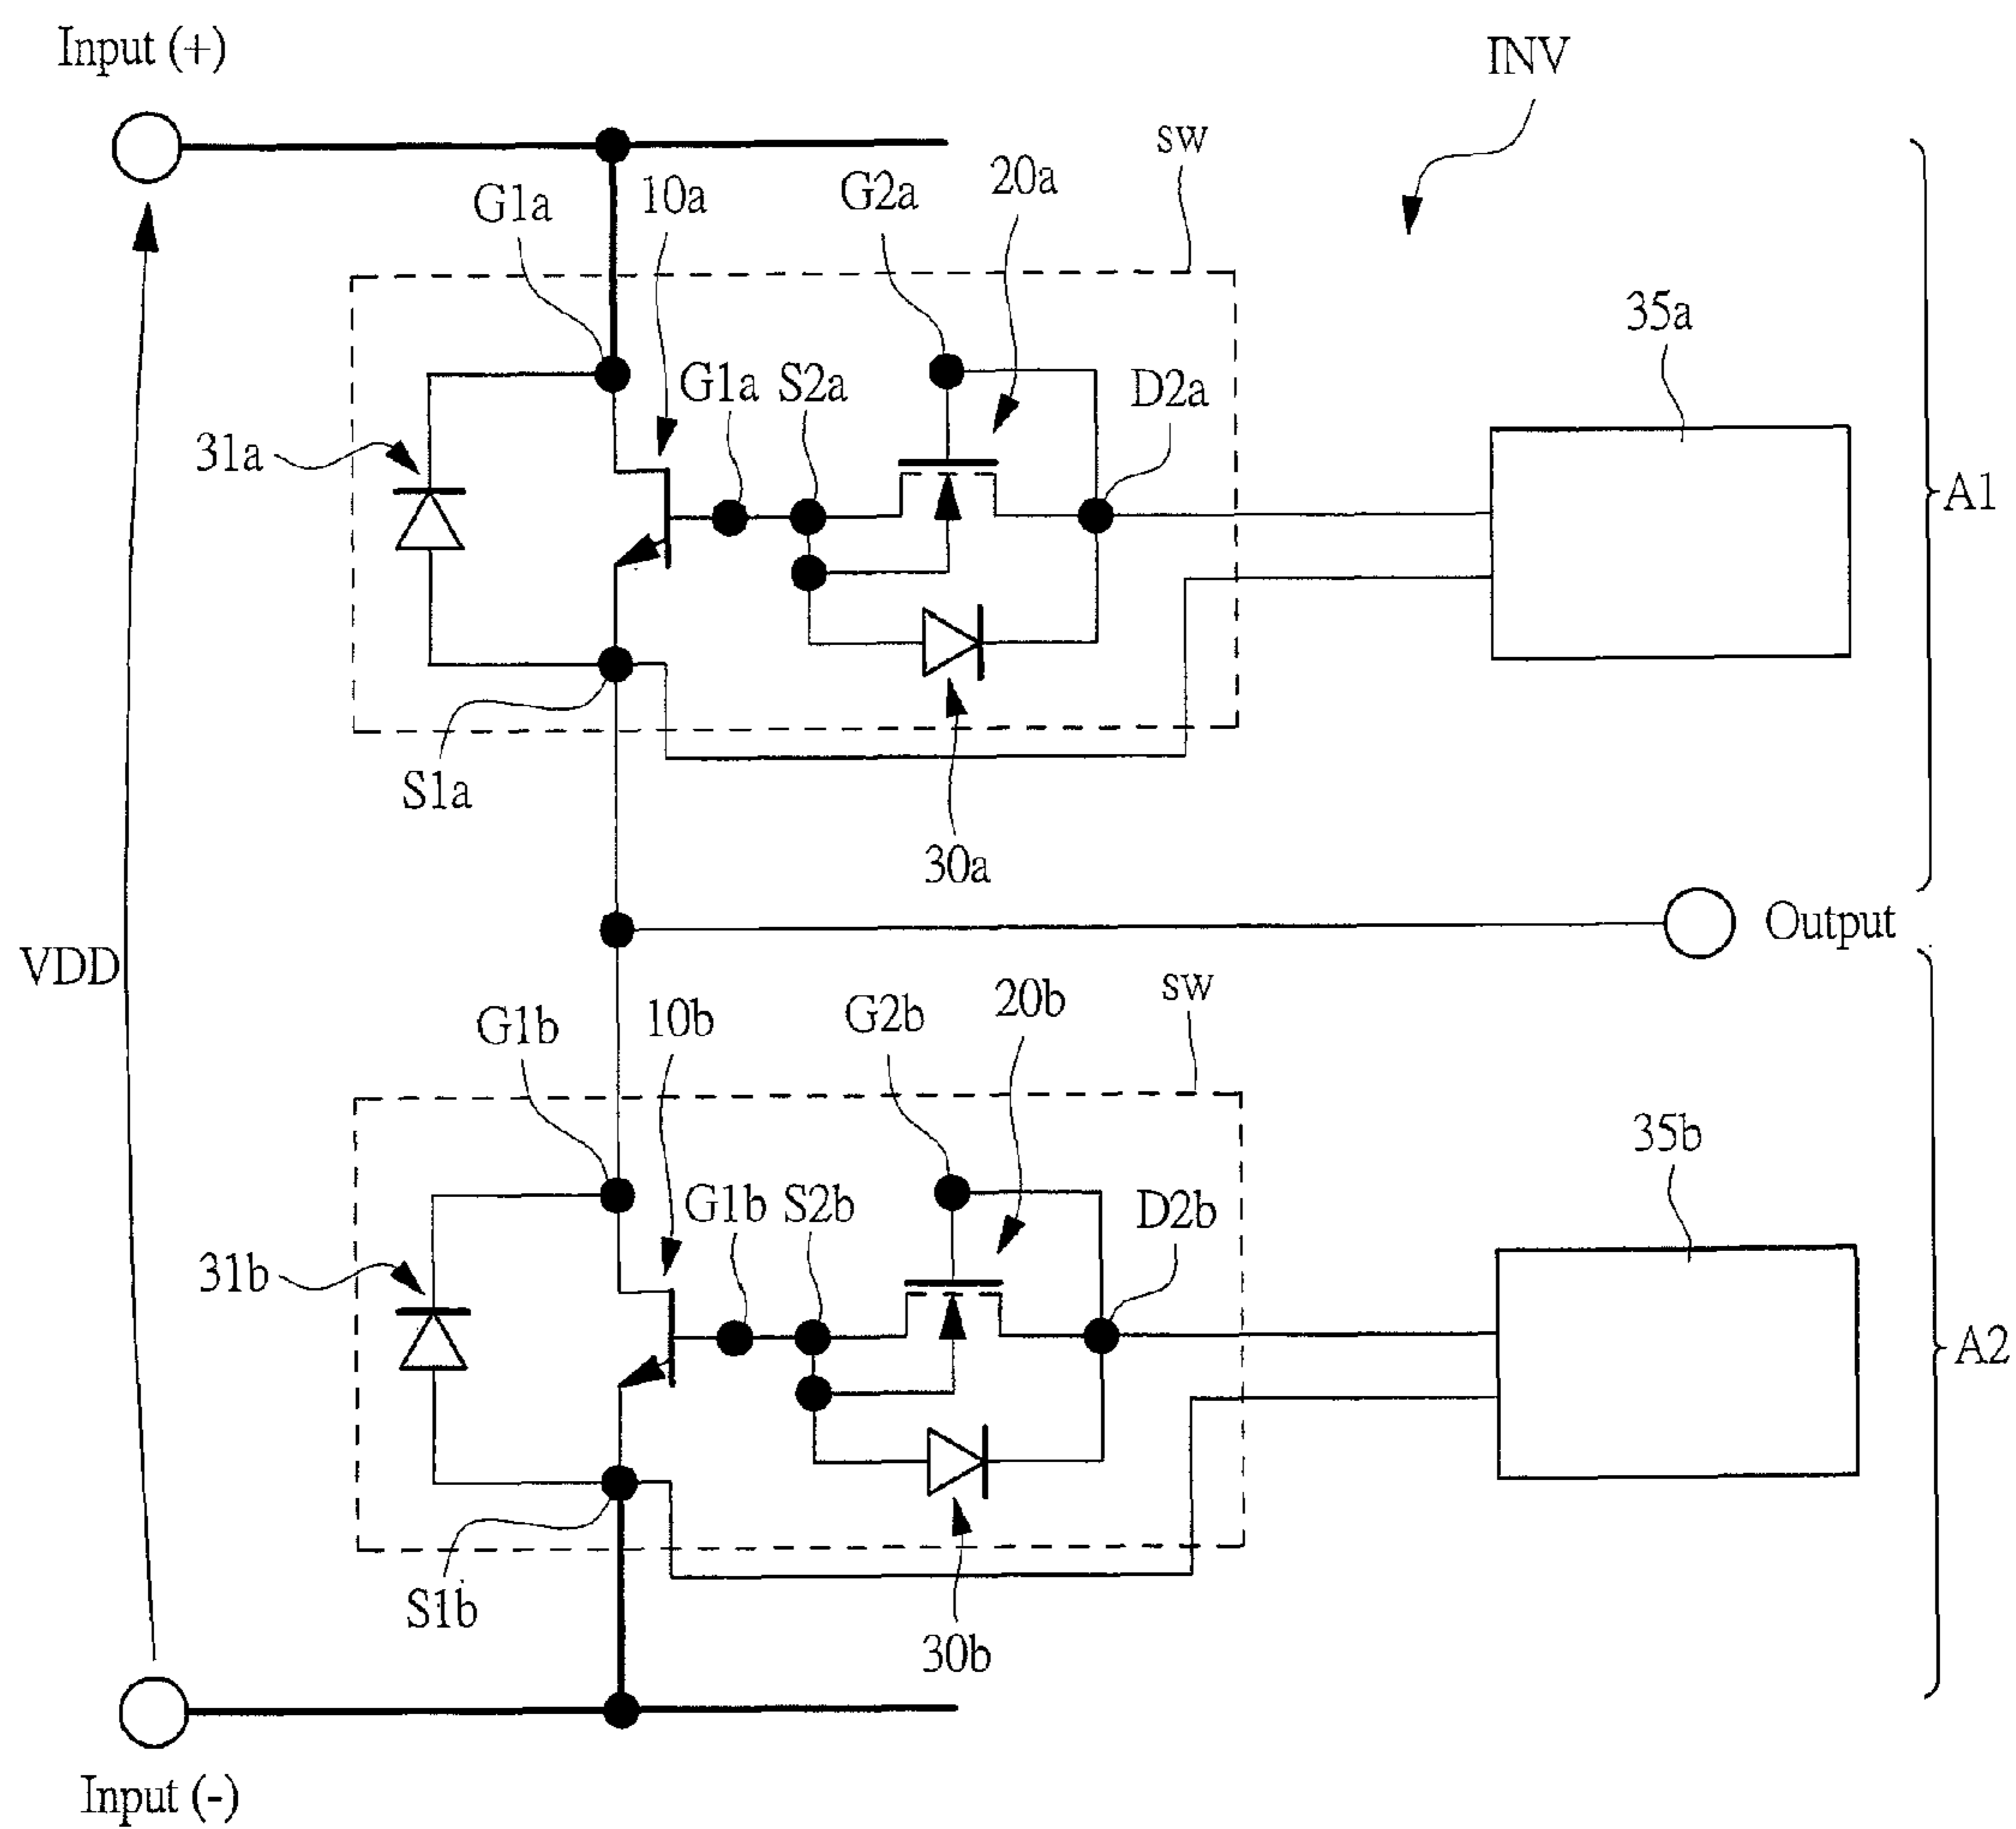 Input (+)
INV
sw
20a
G2a
10a
G1a
35a
G1a
S2a
D2a
31a
A1
S1a
30a
Output
VDD
sw
20b
G2b
10b
G1b
35b
G1b
S2b
D2b
31b
A2
S1b
30b
Input (-)